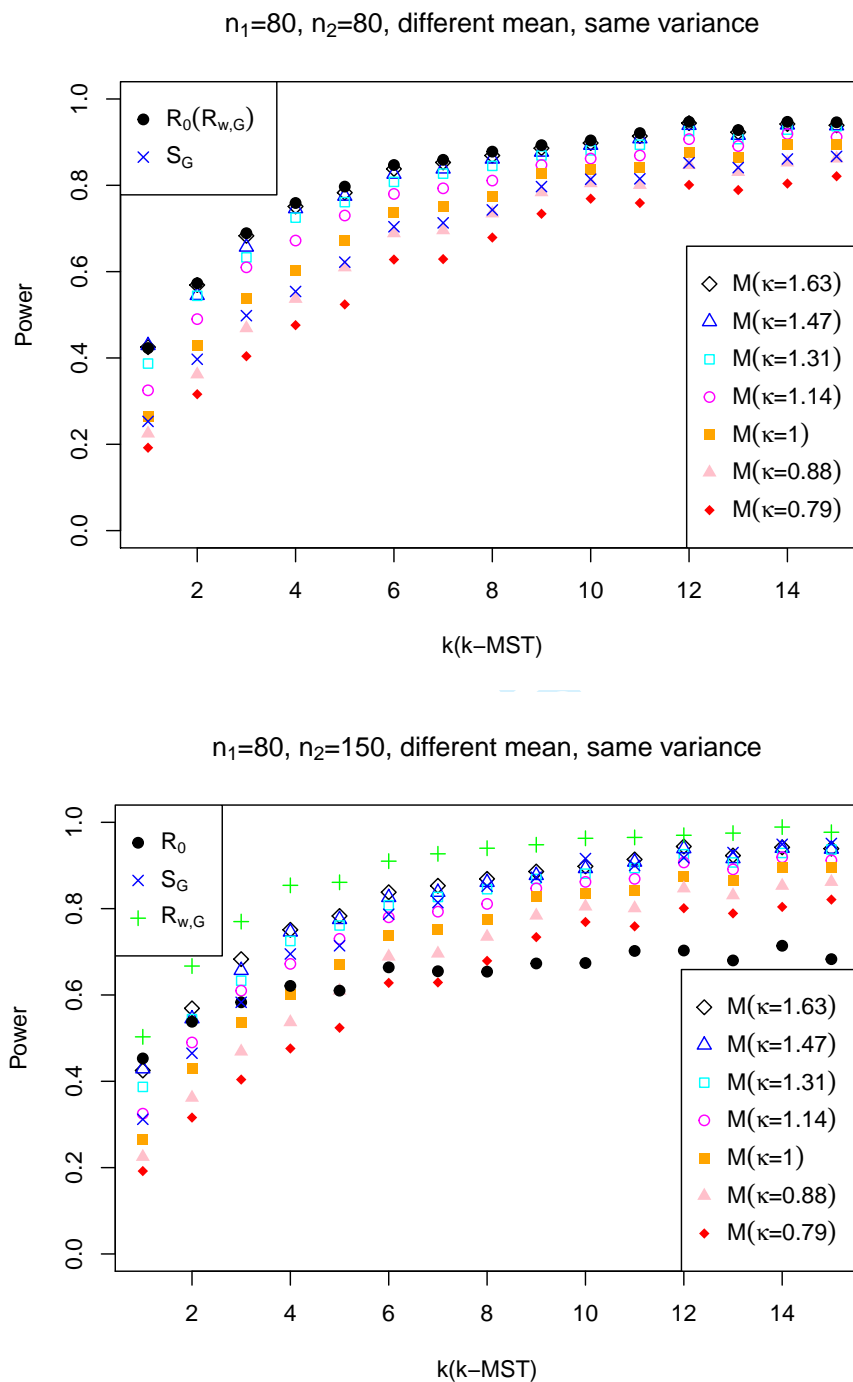 n1=80, n2=80, different mean, same variance
R0(Rw,G)
SG
M(κ=1.63)
M(κ=1.47)
M(κ=1.31)
M(κ=1.14)
M(κ=1)
M(κ=0.88)
M(κ=0.79)
Power
1.0
0.8
0.6
0.4
0.2
0.0
2 4 6 8 10 12 14
k(k−MST)
n1=80, n2=150, different mean, same variance
R0
SG
Rw,G
M(κ=1.63)
M(κ=1.47)
M(κ=1.31)
M(κ=1.14)
M(κ=1)
M(κ=0.88)
M(κ=0.79)
Power
1.0
0.8
0.6
0.4
0.2
0.0
2 4 6 8 10 12 14
k(k−MST)